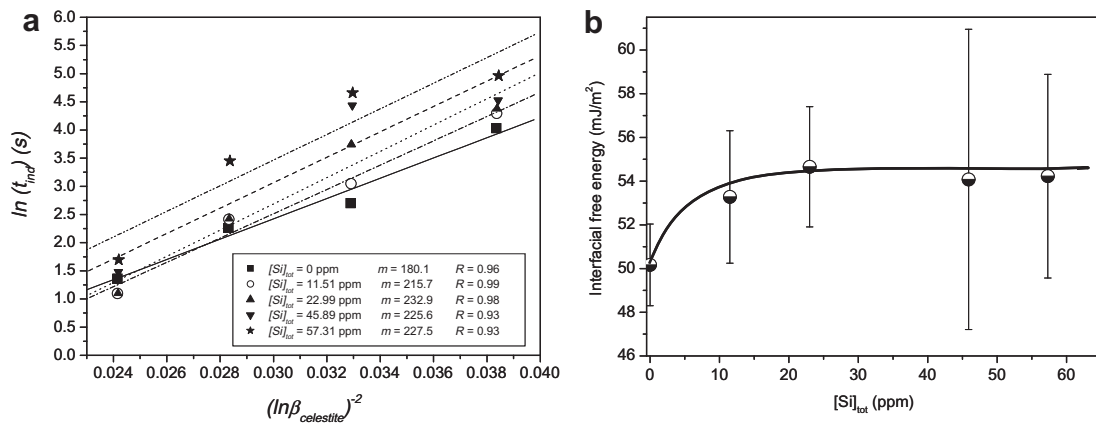 a
6.0
5.5
5.0
4.5
4.0
3.5
3.0
2.5
2.0
1.5
1.0
0.5
0.0
ln (t_ind) (s)
[Si]tot = 0 ppm m = 180.1 R = 0.96
[Si]tot = 11.51 ppm m = 215.7 R = 0.99
[Si]tot = 22.99 ppm m = 232.9 R = 0.98
[Si]tot = 45.89 ppm m = 225.6 R = 0.93
[Si]tot = 57.31 ppm m = 227.5 R = 0.93
0.024 0.026 0.028 0.030 0.032 0.034 0.036 0.038 0.040
(lnβcelestite)^-2
b
60
58
56
54
52
50
48
46
Interfacial free energy (mJ/m²)
0 10 20 30 40 50 60
[Si]tot (ppm)